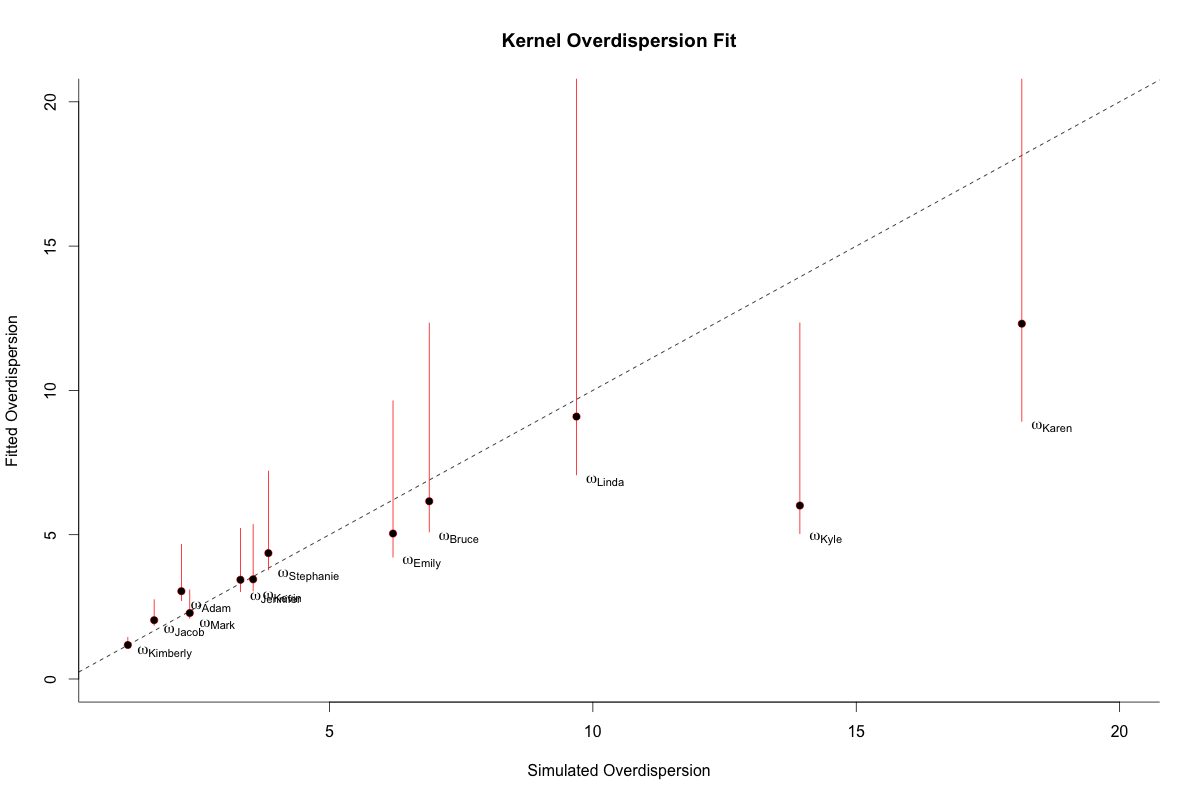 Kernel Overdispersion Fit
Fitted Overdispersion
20
15
10
5
0
ωKaren
ωLinda
ωKyle
ωBruce
ωEmily
ωStephanie
ωJennifer
ωAdam
ωMark
ωJacob
ωKimberly
5
10
15
20
Simulated Overdispersion